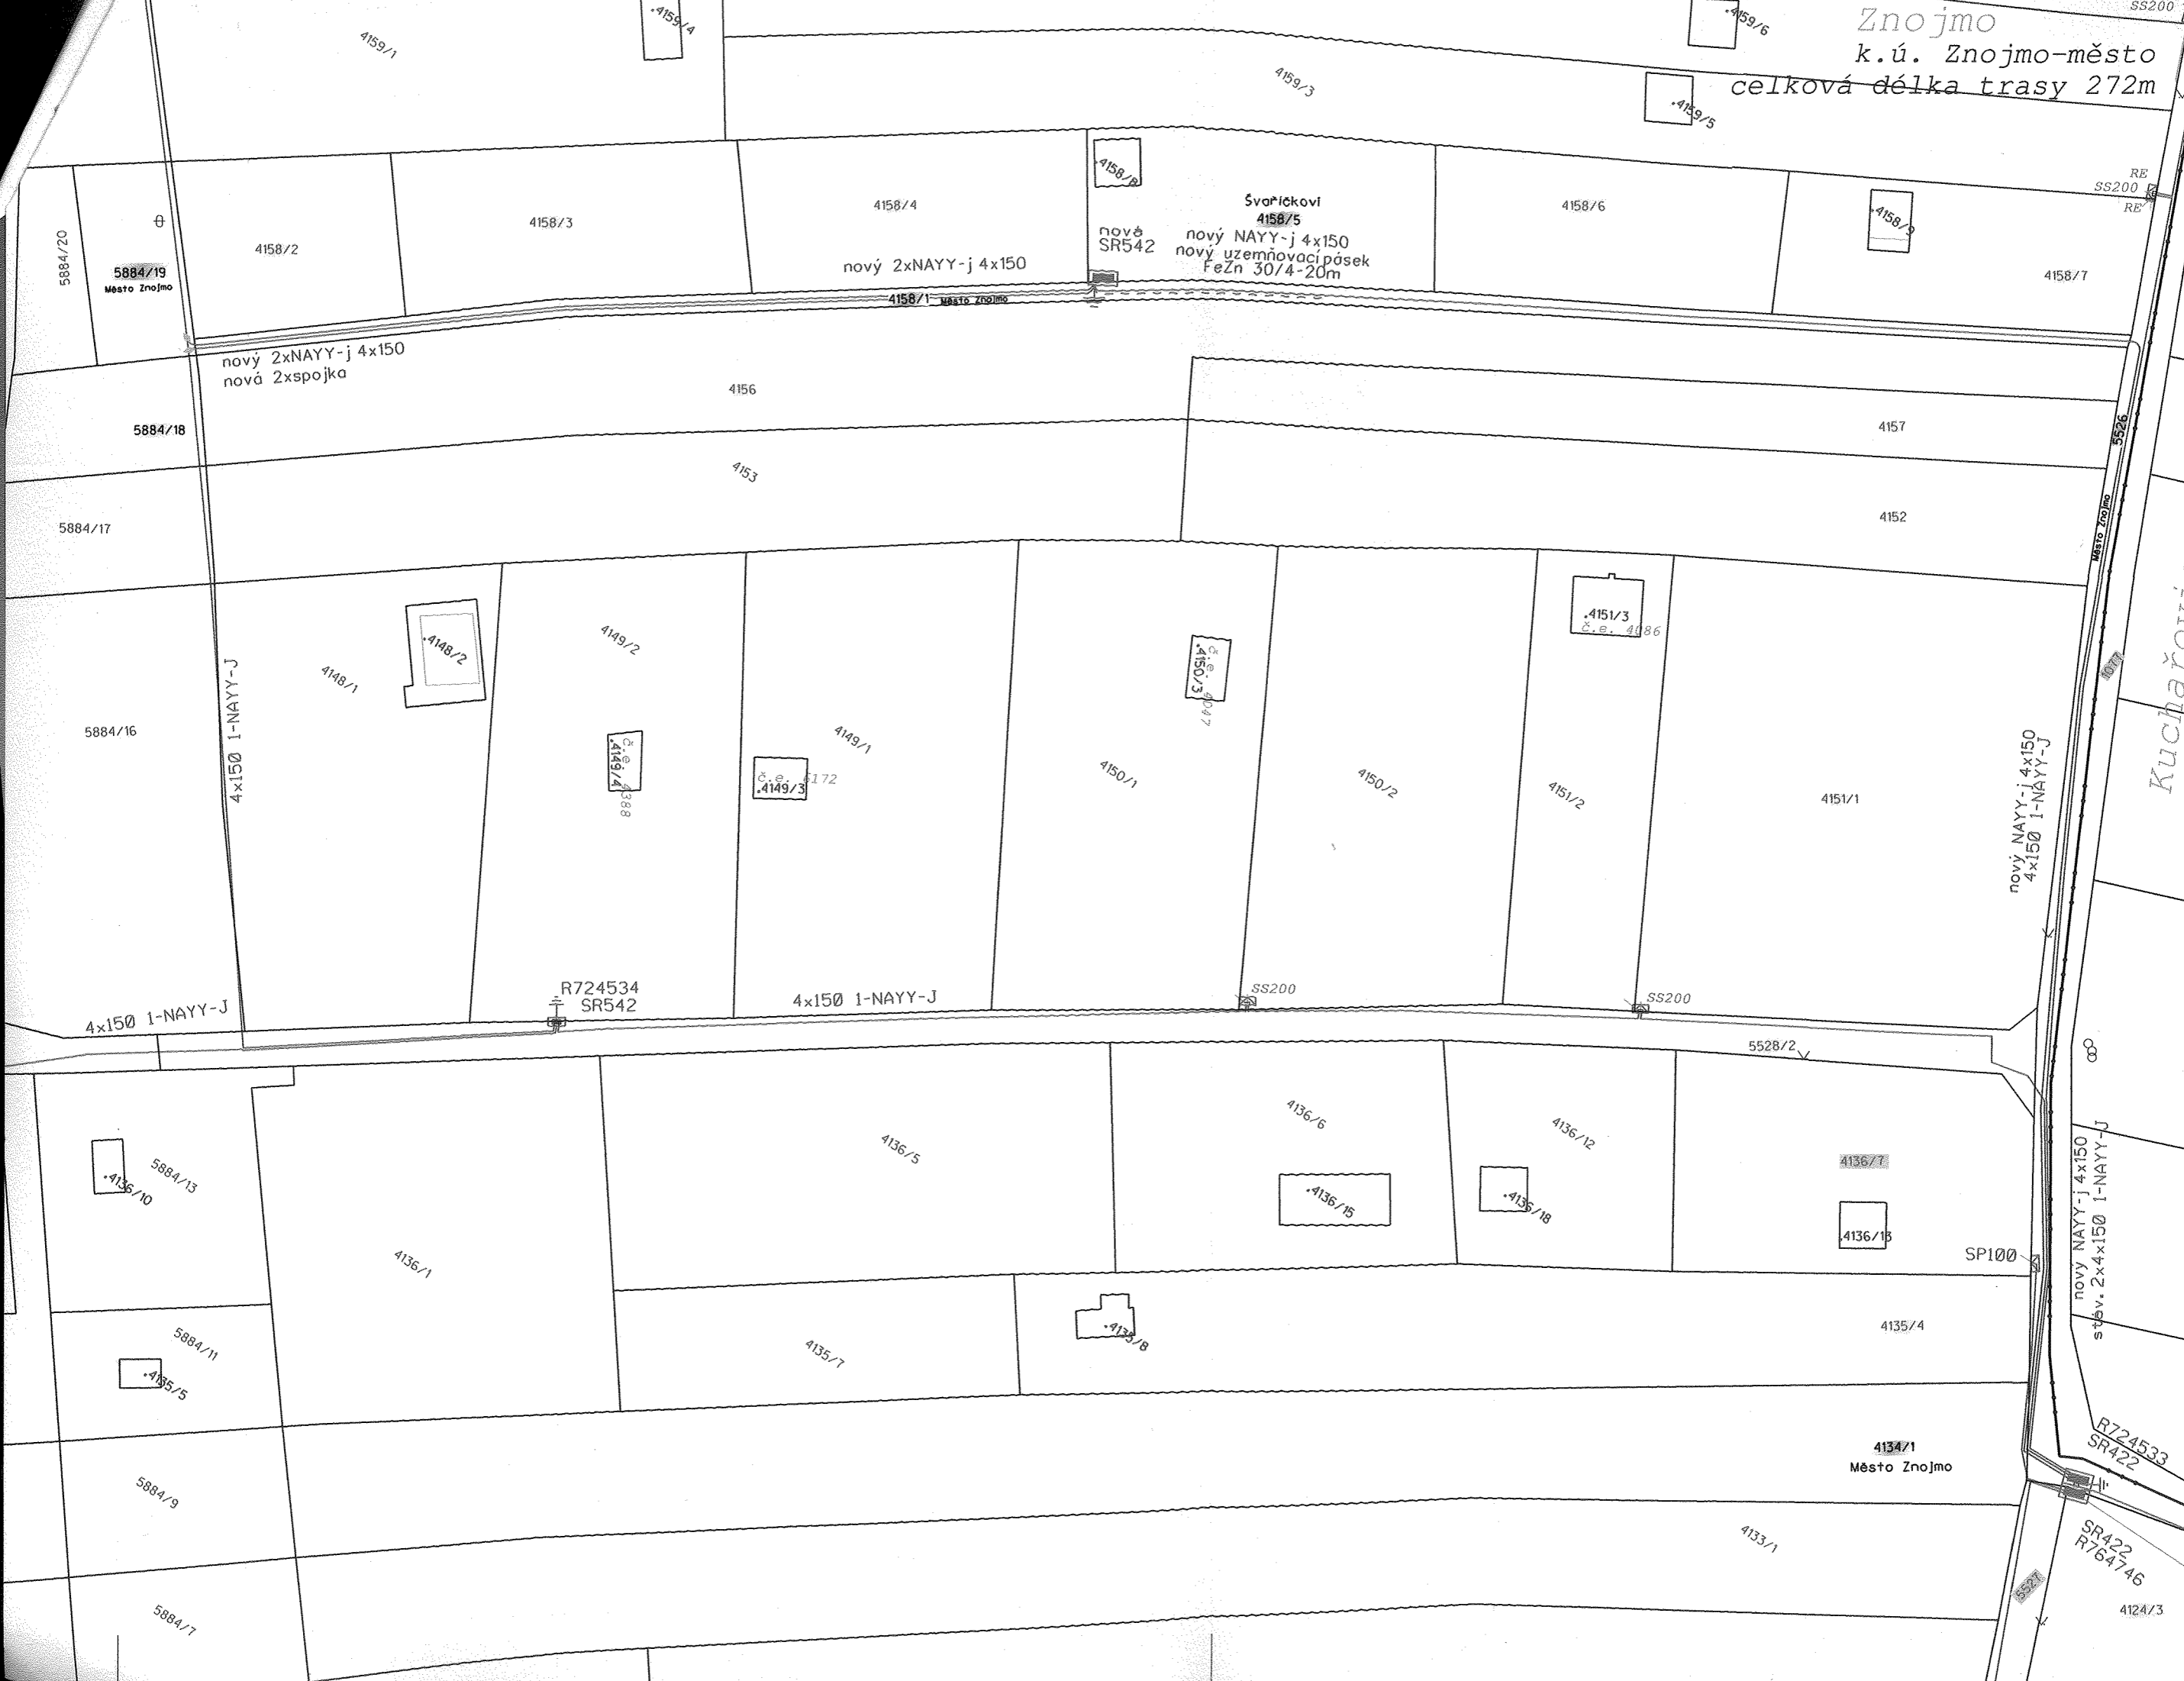 SS200
Znojmo
k.ú. Znojmo-město
celková délka trasy 272m
4159/1
.4159/4
4159/3
.4159/6
.4159/5
RE
SS200
RE
5884/20
5884/19
Město Znojmo
4158/2
4158/3
4158/4
.4158/8
nová
SR542
Švaříčkovi
4158/5
nový NAYY-j 4x150
nový uzemňovací pásek
FeZn 30/4-20m
4158/6
.4158/9
4158/7
nový 2xNAYY-j 4x150
4158/1 Město Znojmo
nový 2xNAYY-j 4x150
nová 2xspojka
4156
5884/18
4157
5526
4153
5884/17
4152
Město Znojmo
4148/1
.4148/2
4149/2
.4149/4
č.e. 4388
4149/1
č.e. 6172
.4149/3
4150/1
č.e. 4047
.4150/3
4150/2
4151/2
.4151/3
č.e. 4086
4151/1
1077
5884/16
4x150 1-NAYY-J
nový NAYY-j 4x150
4x150 1-NAYY-J
4x150 1-NAYY-J
R724534
SR542
4x150 1-NAYY-J
SS200
SS200
5528/2
5884/13
.4136/10
4136/1
4136/5
4136/6
.4136/15
4136/12
.4136/18
4136/7
.4136/13
SP100
nový NAYY-j 4x150
stáv. 2x4x150 1-NAYY-J
5884/11
.4135/5
4135/7
.4135/8
4135/4
5884/9
4134/1
Město Znojmo
R724533
SR422
4133/1
SR422
R764746
5527
5884/7
4124/3